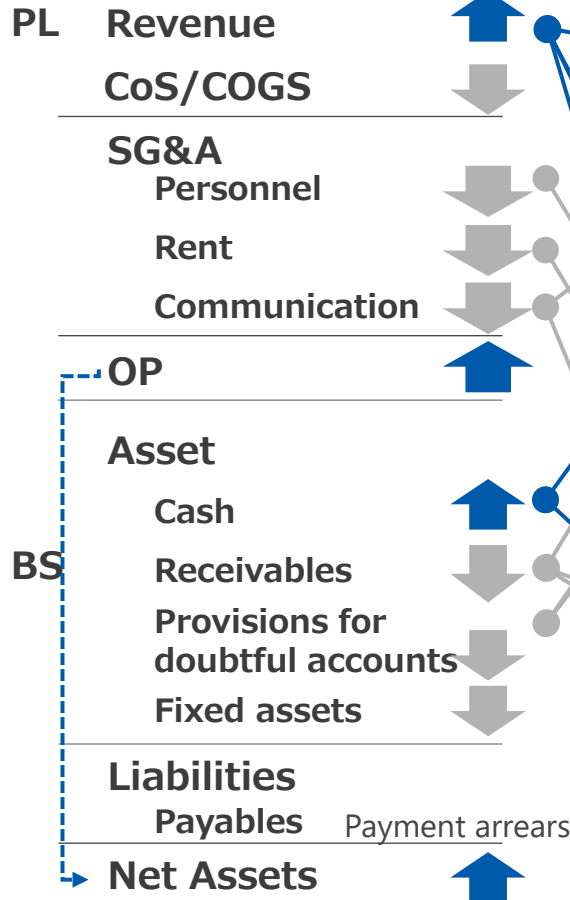 PL Revenue
CoS/COGS
SG&A
Personnel
Rent
Communication
OP
Asset
Cash
BS Receivables
Provisions for
doubtful accounts
Fixed assets
Liabilities
Payables Payment arrears
Net Assets